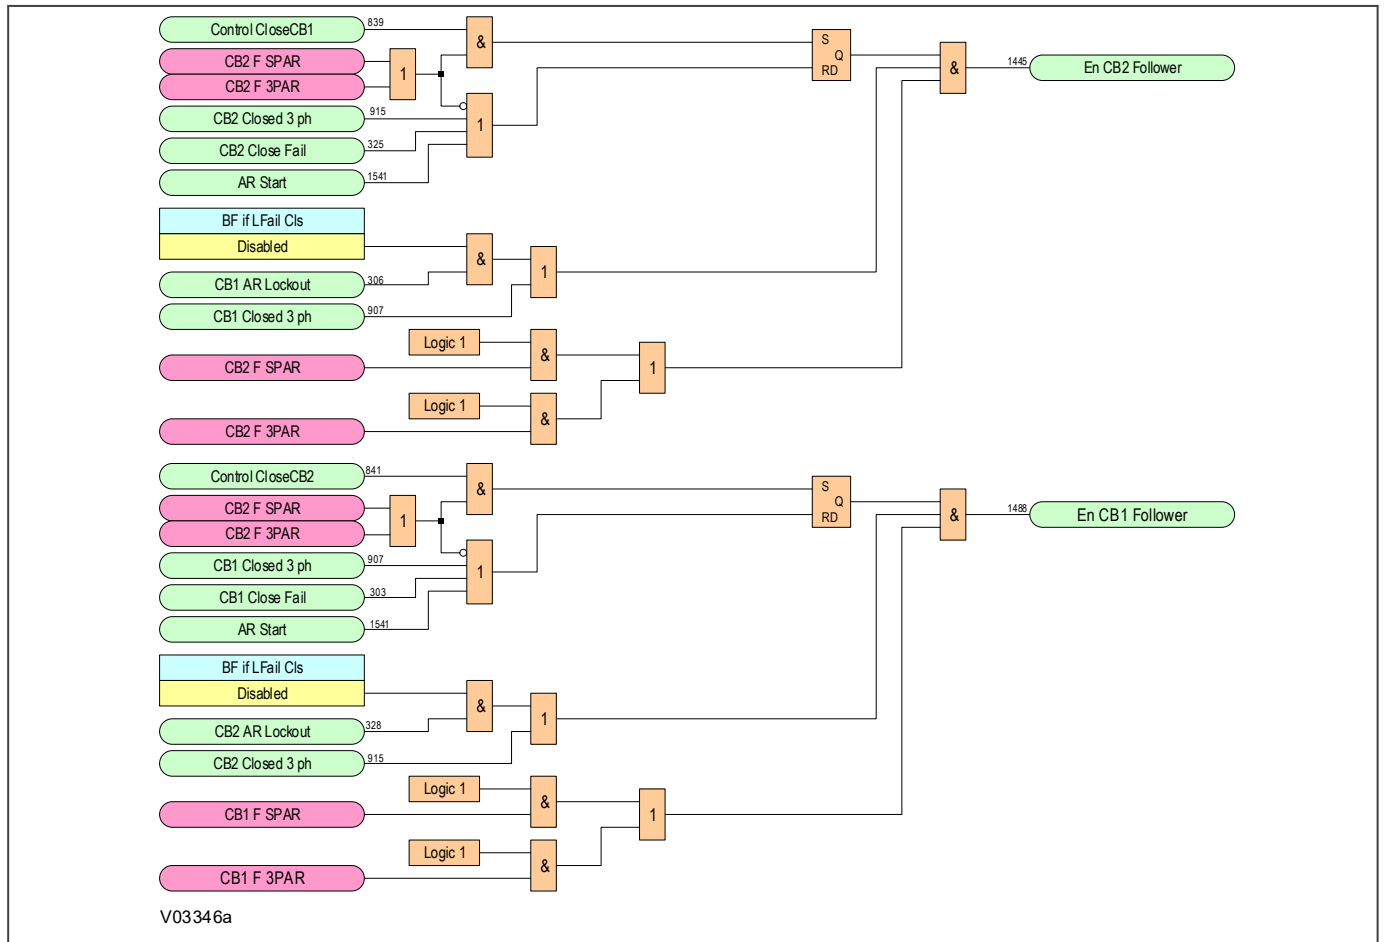 Control CloseCB1 839
&
CB2 F SPAR
CB2 F 3PAR
1
S
Q
RD
&
1445 En CB2 Follower
CB2 Closed 3 ph 915
1
CB2 Close Fail 325
AR Start 1541
BF if LFail Cls
Disabled
&
1
CB1 AR Lockout 306
CB1 Closed 3 ph 907
Logic 1
&
CB2 F SPAR
1
Logic 1
&
CB2 F 3PAR
Control CloseCB2 841
&
CB2 F SPAR
CB2 F 3PAR
1
S
Q
RD
&
1488 En CB1 Follower
CB1 Closed 3 ph 907
1
CB1 Close Fail 303
AR Start 1541
BF if LFail Cls
Disabled
&
1
CB2 AR Lockout 328
CB2 Closed 3 ph 915
Logic 1
&
CB1 F SPAR
1
Logic 1
&
CB1 F 3PAR
V03346a